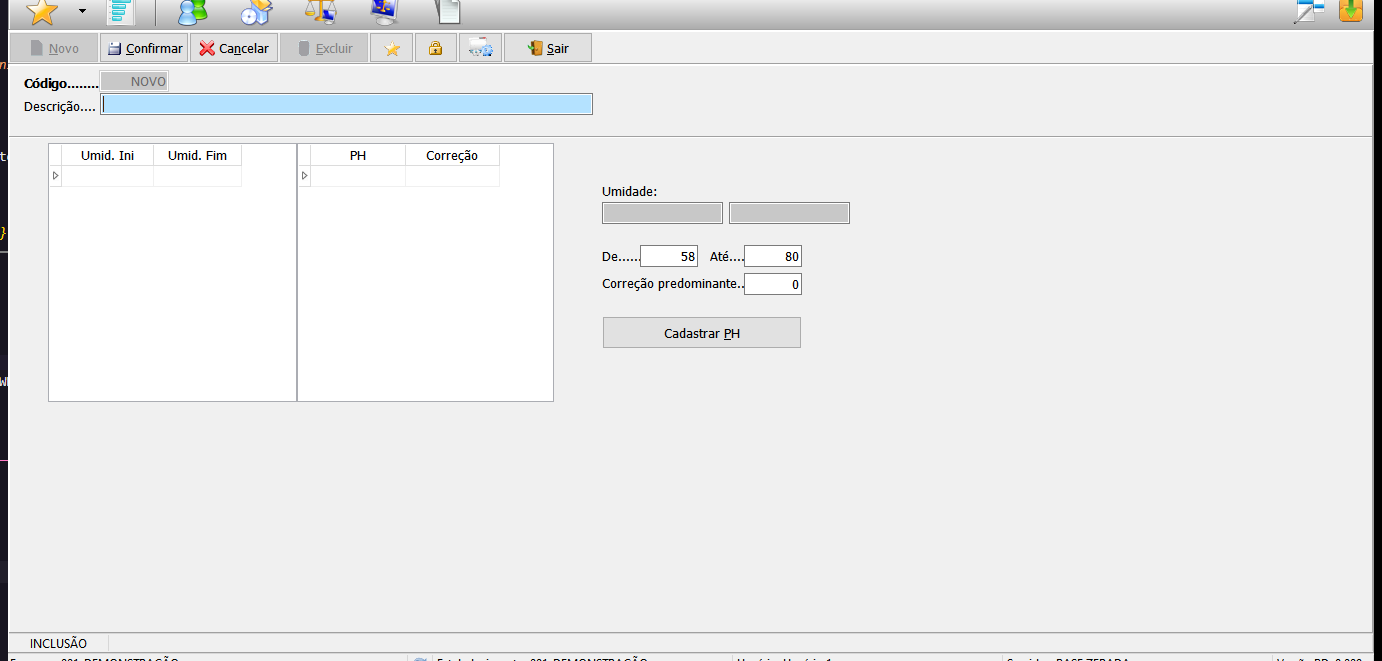 Novo Confirmar Cancelar Excluir Sair
Código........ NOVO
Descrição....
Umid. Ini Umid. Fim PH Correção
Umidade:
De...... 58 Até.... 80
Correção predominante.. 0
Cadastrar PH
INCLUSÃO